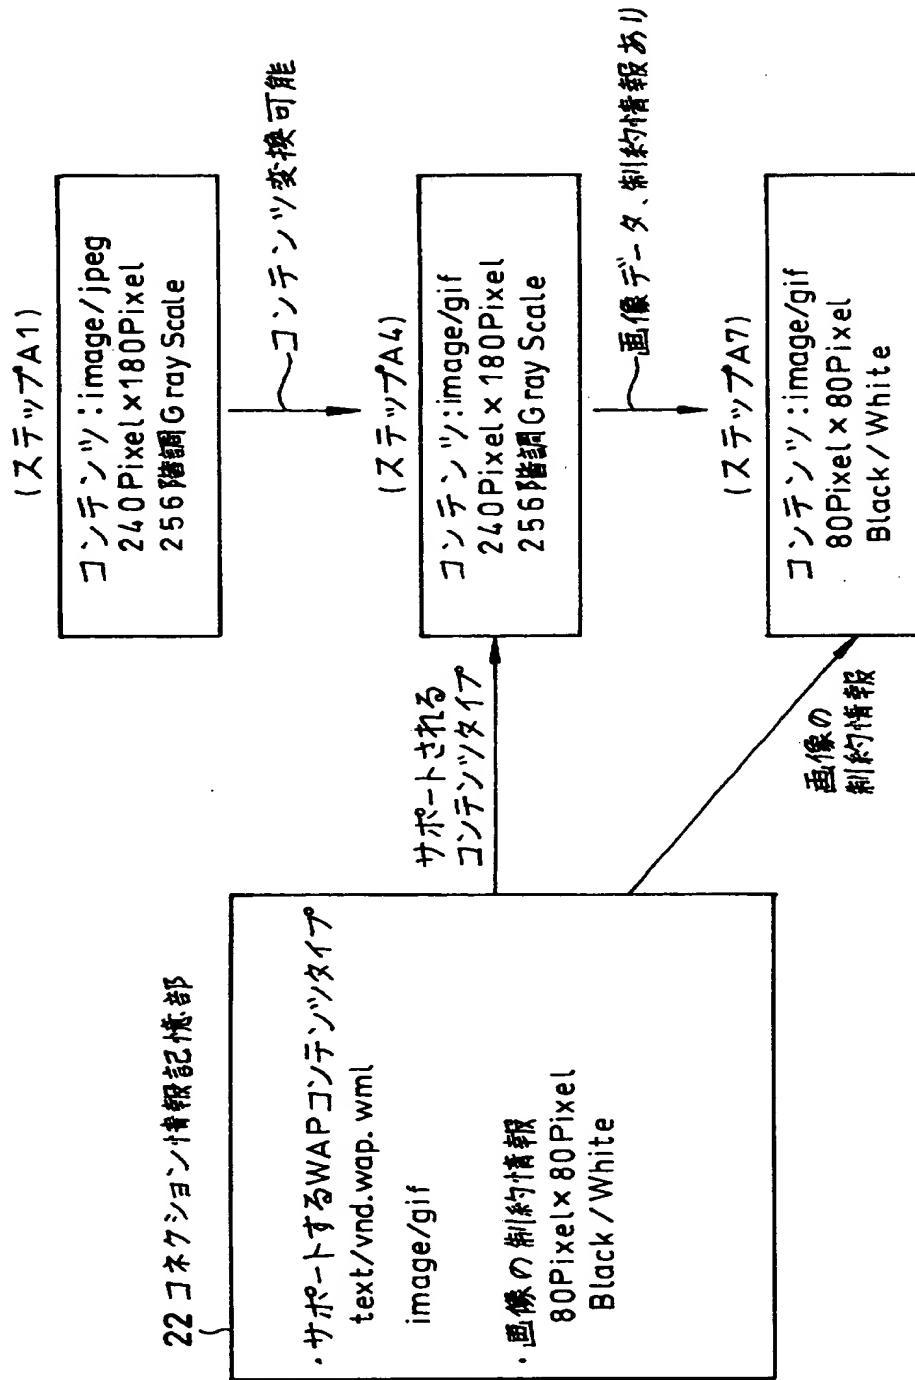 22 コネクション情報記憶部
・サポートするWAPコンテンツタイプ
text/vnd.wap.wml
image/gif
・画像の制約情報
80Pixel×80Pixel
Black/White
サポートされる
コンテンツタイプ
画像の
制約情報
(ステップA1)
コンテンツ:image/jpeg
240Pixel×180Pixel
256階調Gray Scale
コンテンツ変換可能
(ステップA4)
コンテンツ:image/gif
240Pixel×180Pixel
256階調Gray Scale
画像データ、制約情報あり
(ステップA7)
コンテンツ:image/gif
80Pixel×80Pixel
Black/White